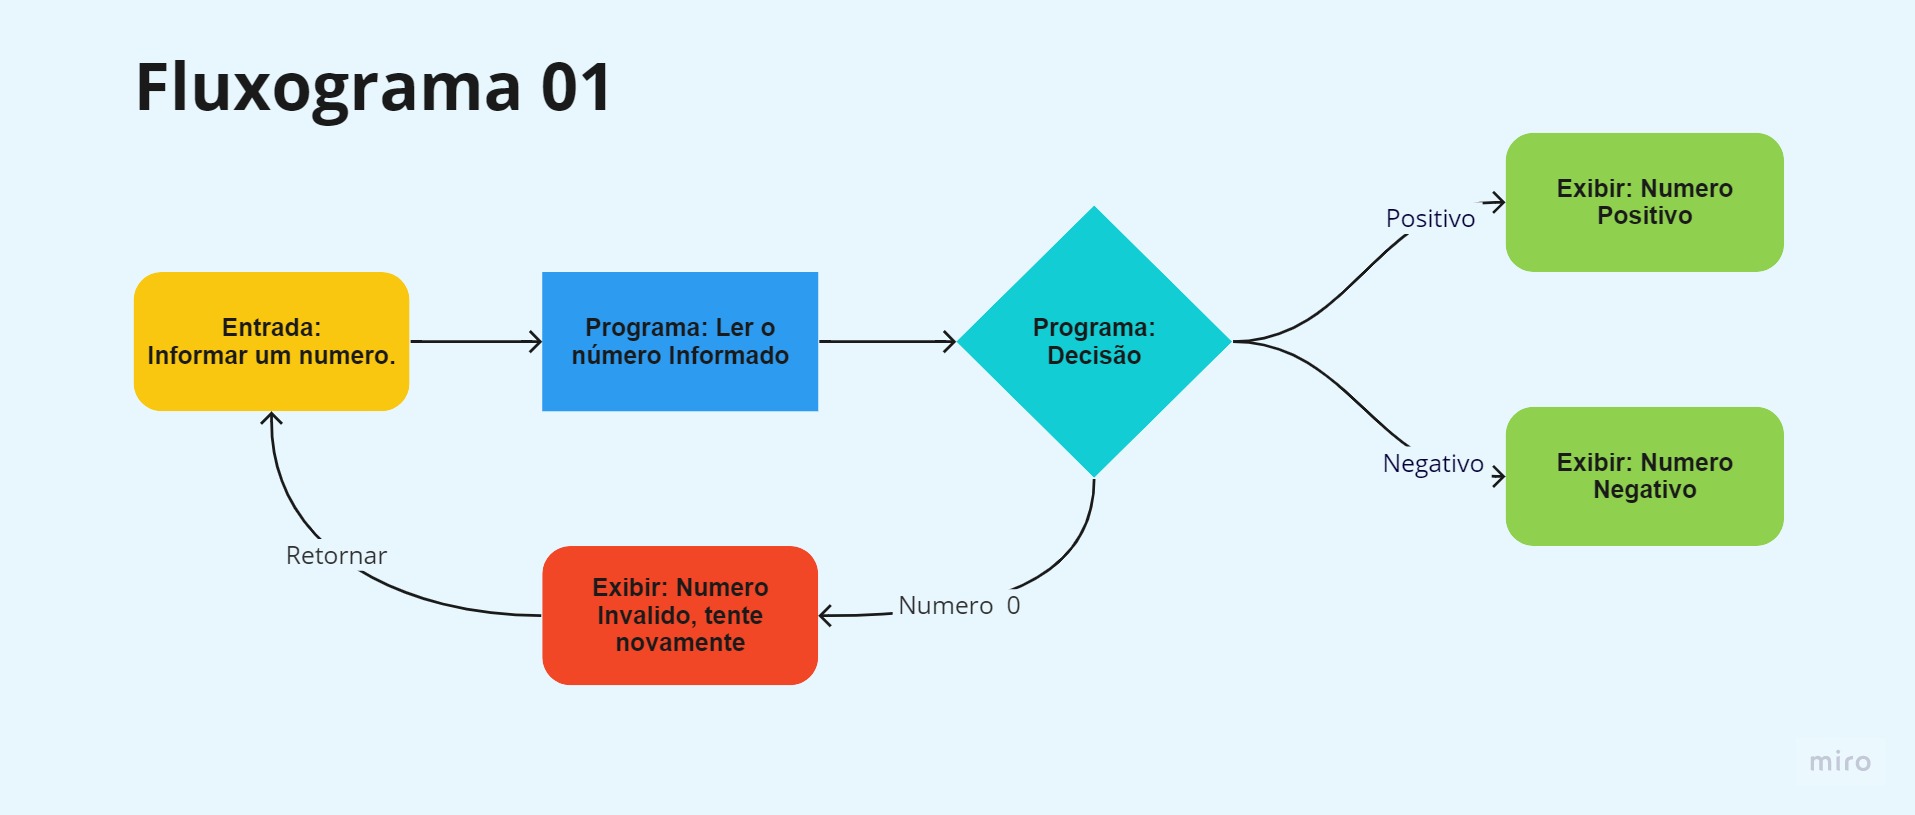 Fluxograma 01
Entrada:
Informar um numero.
Programa: Ler o
número Informado
Programa:
Decisão
Positivo
Exibir: Numero
Positivo
Negativo
Exibir: Numero
Negativo
Numero  0
Exibir: Numero
Invalido, tente
novamente
Retornar
miro